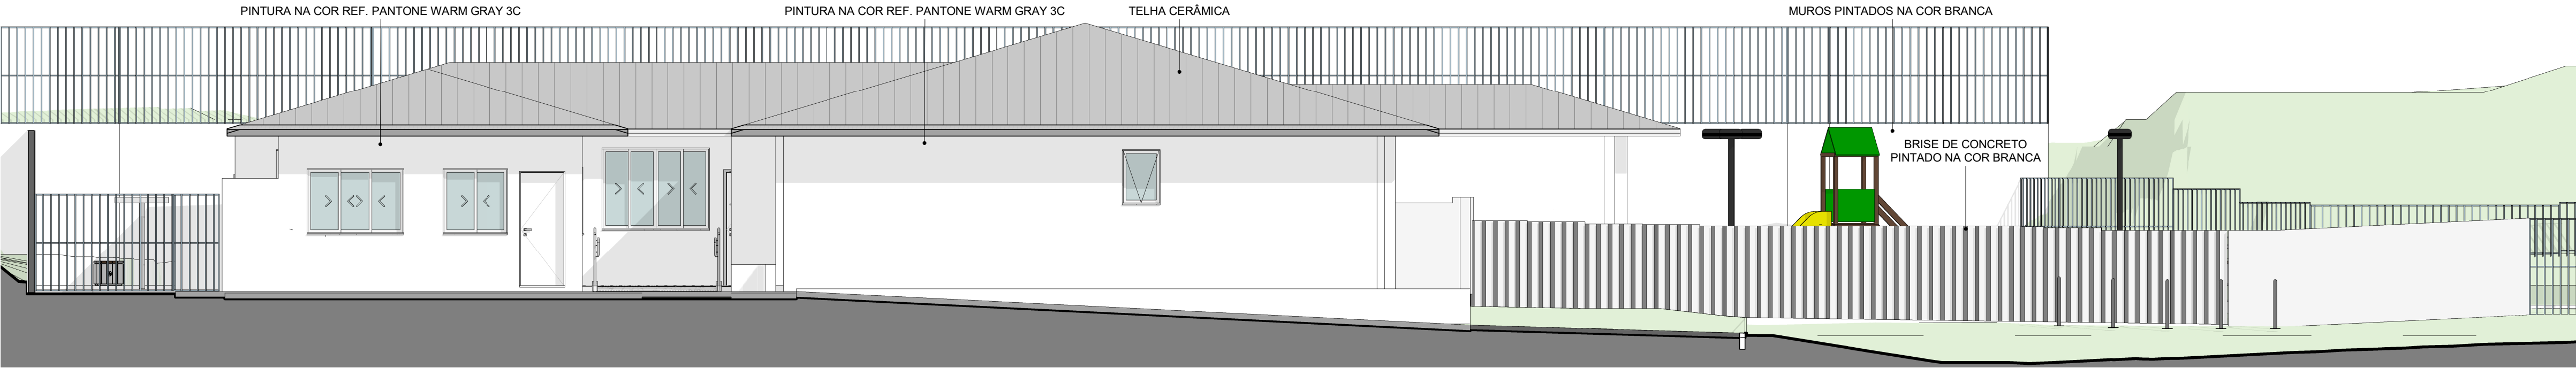 PINTURA NA COR REF. PANTONE WARM GRAY 3C
PINTURA NA COR REF. PANTONE WARM GRAY 3C
TELHA CERÂMICA
MUROS PINTADOS NA COR BRANCA
BRISE DE CONCRETO
PINTADO NA COR BRANCA